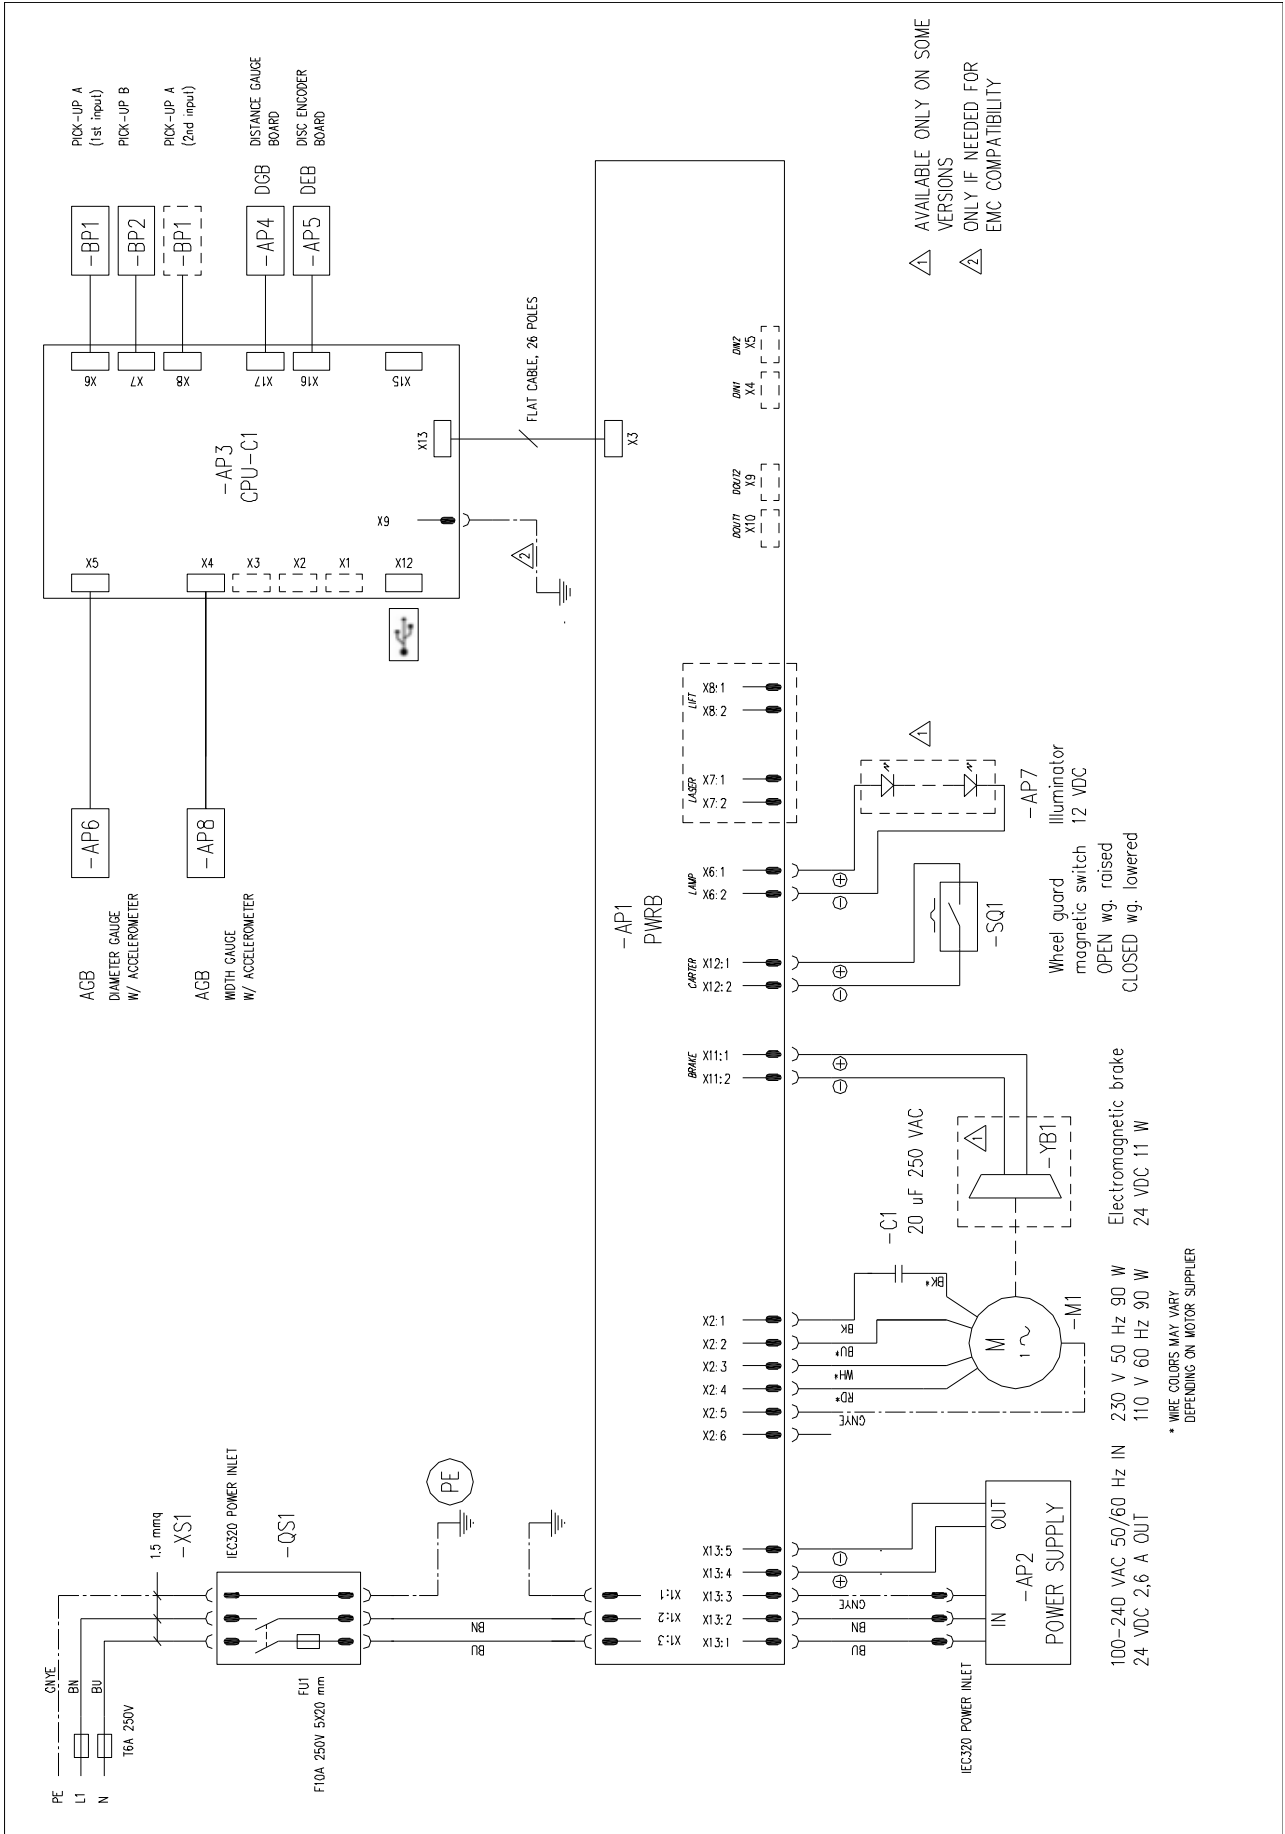 PE
L1
N
GNYE
BN
BU
T6A 250V
1.5 mmq
-XS1
IEC320 POWER INLET
-QS1
FU1
F10A 250V 5X20 mm
PE
BN
BU
AGB
DIAMETER GAUGE
W/ ACCELEROMETER
-AP6
AGB
WIDTH GAUGE
W/ ACCELEROMETER
-AP8
X5
X4
X3
X2
X1
X12
-AP3
CPU-C1
X9
2
X13
X6
X7
X8
X17
X16
X15
-BP1
PICK-UP A
(1st input)
-BP2
PICK-UP B
-BP1
PICK-UP A
(2nd input)
-AP4
DGB
DISTANCE GAUGE
BOARD
-AP5
DEB
DISC ENCODER
BOARD
FLAT CABLE, 26 POLES
X3
-AP1
PWRB
X1:1
X1:2
X1:3
X13:5
X13:4
X13:3
X13:2
X13:1
X2:1
X2:2
X2:3
X2:4
X2:5
X2:6
BRAKE
X11:1
X11:2
CARTER
X12:1
X12:2
LAMP
X6:1
X6:2
LASER
X7:1
X7:2
LIFT
X8:1
X8:2
DOUT1
X10
DOUT2
X9
DIN1
X4
DIN2
X5
-
+
GNYE
BN
BU
IEC320 POWER INLET
IN
OUT
-AP2
POWER SUPPLY
100-240 VAC 50/60 Hz IN
24 VDC 2,6 A OUT
BK
BU*
WH*
RD*
GNYE
BK*
-C1
20 uF 250 VAC
M
1~
-M1
230 V 50 Hz 90 W
110 V 60 Hz 90 W
* WIRE COLORS MAY VARY
DEPENDING ON MOTOR SUPPLIER
+
-
1
-YB1
Electromagnetic brake
24 VDC 11 W
+
-
-SQ1
Wheel guard
magnetic switch
OPEN wg. raised
CLOSED wg. lowered
+
-
1
-AP7
Illuminator
12 VDC
1 AVAILABLE ONLY ON SOME
VERSIONS
2 ONLY IF NEEDED FOR
EMC COMPATIBILITY